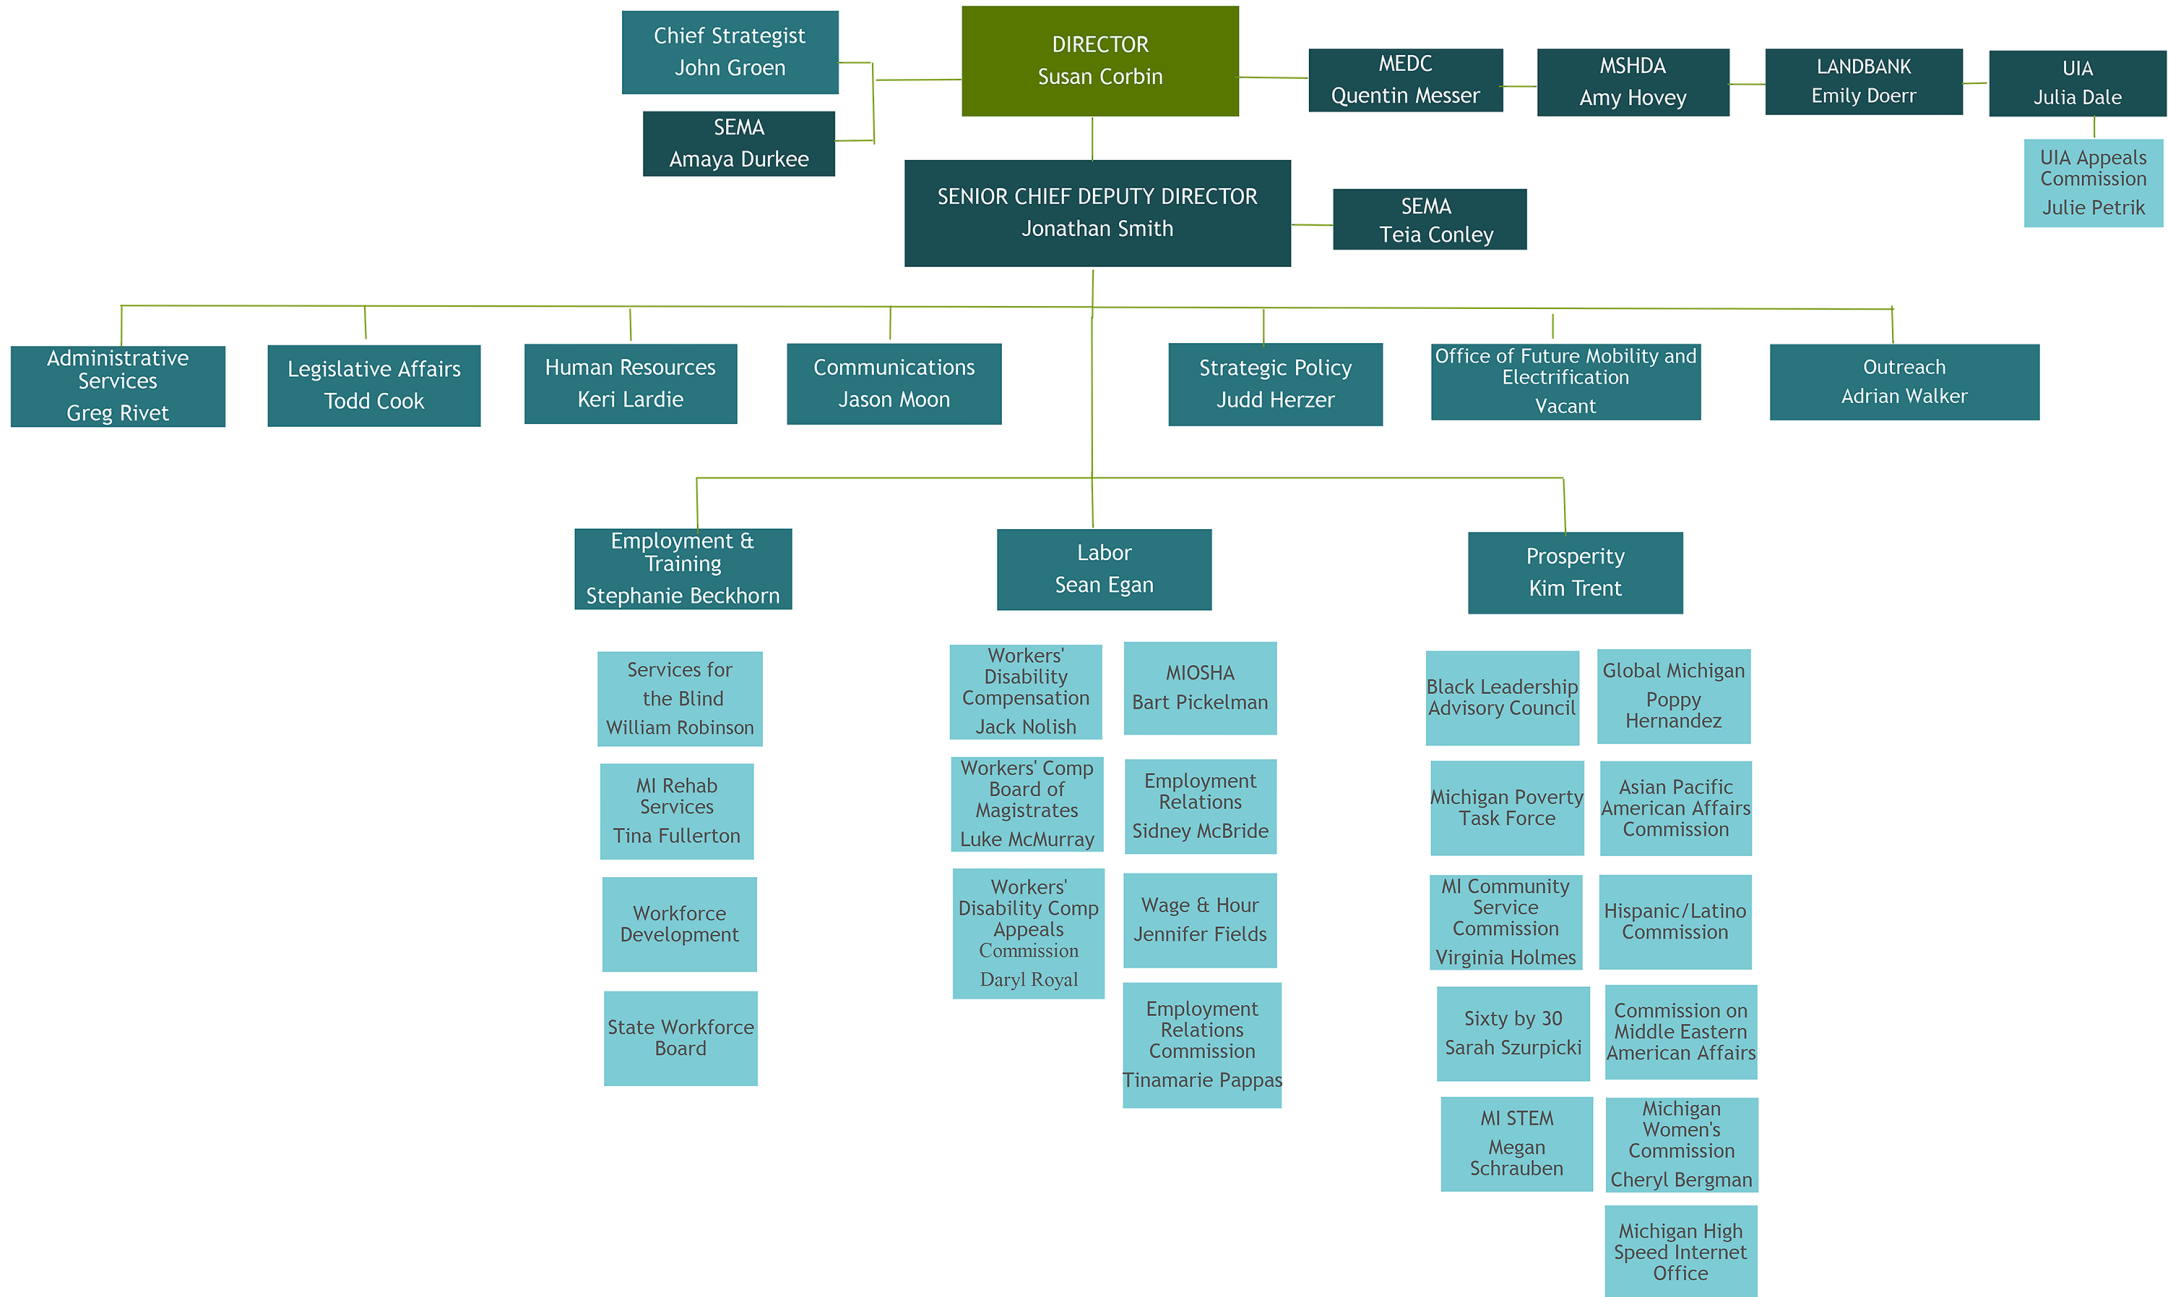 Chief Strategist
John Groen
DIRECTOR
Susan Corbin
MEDC
Quentin Messer
MSHDA
Amy Hovey
LANDBANK
Emily Doerr
UIA
Julia Dale
SEMA
Amaya Durkee
UIA Appeals
Commission
Julie Petrik
SENIOR CHIEF DEPUTY DIRECTOR
Jonathan Smith
SEMA
Teia Conley
Administrative
Services
Greg Rivet
Legislative Affairs
Todd Cook
Human Resources
Keri Lardie
Communications
Jason Moon
Strategic Policy
Judd Herzer
Office of Future Mobility and
Electrification
Vacant
Outreach
Adrian Walker
Employment &
Training
Stephanie Beckhorn
Labor
Sean Egan
Prosperity
Kim Trent
Services for
the Blind
William Robinson
MI Rehab
Services
Tina Fullerton
Workforce
Development
State Workforce
Board
Workers'
Disability
Compensation
Jack Nolish
Workers' Comp
Board of
Magistrates
Luke McMurray
Workers'
Disability Comp
Appeals
Commission
Daryl Royal
MIOSHA
Bart Pickelman
Employment
Relations
Sidney McBride
Wage & Hour
Jennifer Fields
Employment
Relations
Commission
Tinamarie Pappas
Black Leadership
Advisory Council
Michigan Poverty
Task Force
MI Community
Service
Commission
Virginia Holmes
Sixty by 30
Sarah Szurpicki
MI STEM
Megan
Schrauben
Global Michigan
Poppy
Hernandez
Asian Pacific
American Affairs
Commission
Hispanic/Latino
Commission
Commission on
Middle Eastern
American Affairs
Michigan
Women's
Commission
Cheryl Bergman
Michigan High
Speed Internet
Office